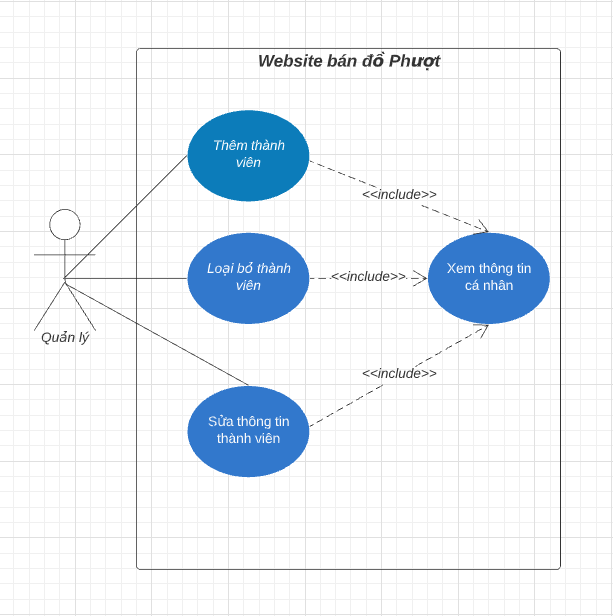 Website bán đồ Phượt
Thêm thành
viên
<<include>>
Loại bỏ thành
viên
<<include>>
Xem thông tin
cá nhân
Quản lý
<<include>>
Sửa thông tin
thành viên